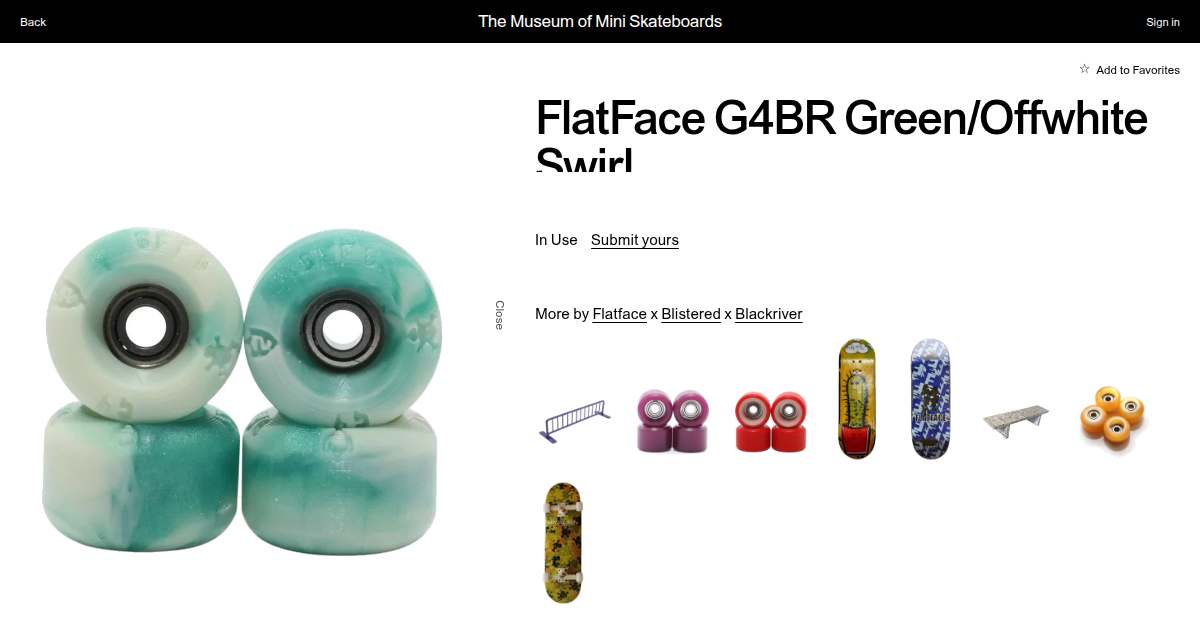 Back
The Museum of Mini Skateboards
Sign in
☆ Add to Favorites
FlatFace G4BR Green/Offwhite
Swirl
In Use Submit yours
Close
More by Flatface x Blistered x Blackriver